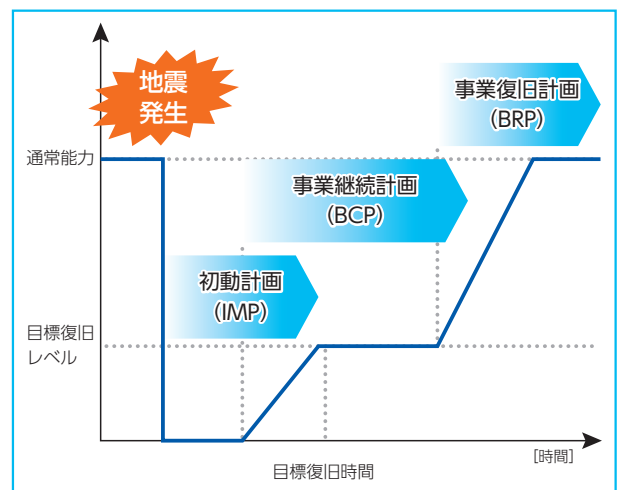 地震
発生
事業復旧計画
(BRP)
通常能力
事業継続計画
(BCP)
初動計画
(IMP)
目標復旧
レベル
[時間]
目標復旧時間